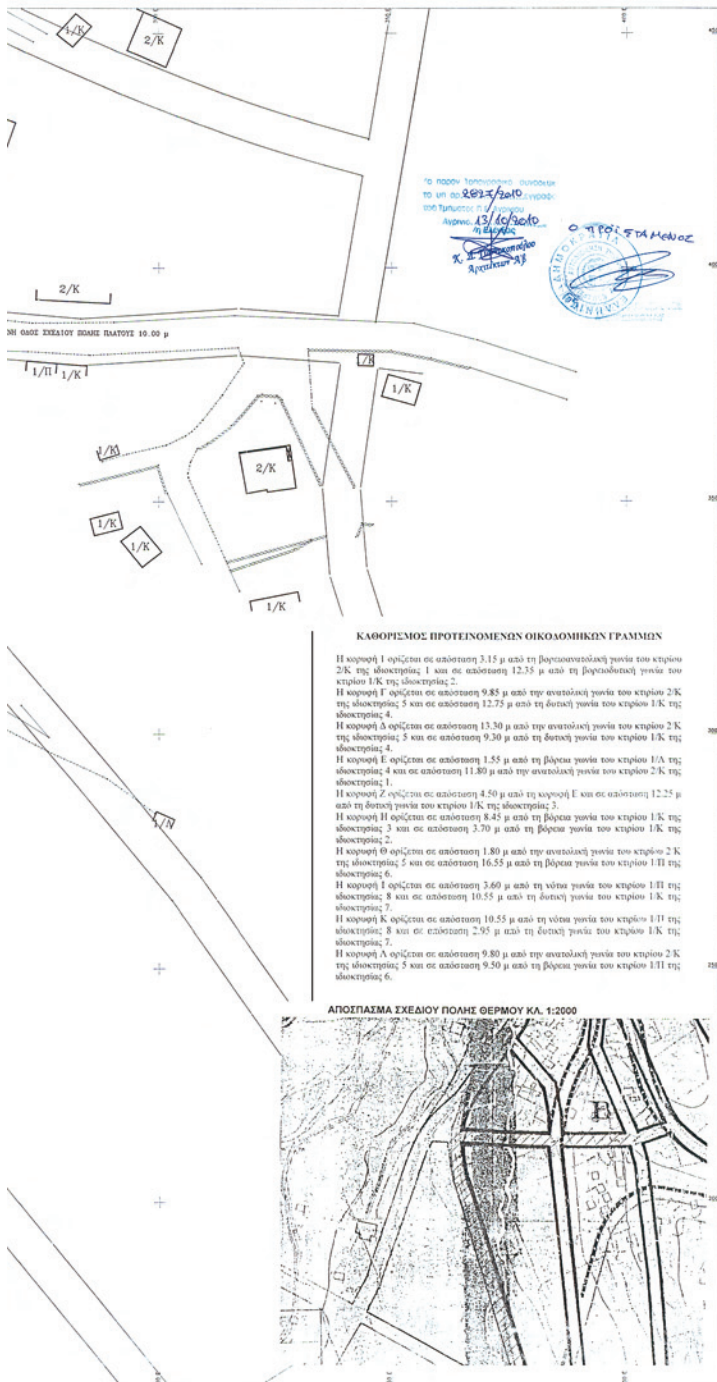 1/Κ
2/Κ
2827/2010
Αγρίνιο, 13/10/2010
Ο ΠΡΟΪΣΤΑΜΕΝΟΣ
2/Κ
ΟΔΟΣ ΣΧΕΔΙΟΥ ΠΟΛΗΣ ΠΛΑΤΟΥΣ 10.00 μ
1/Π 1/Κ
1/Κ
1/Κ
1/Κ
2/Κ
1/Κ
1/Κ
1/Κ
ΚΑΘΟΡΙΣΜΟΣ ΠΡΟΤΕΙΝΟΜΕΝΩΝ ΟΙΚΟΔΟΜΙΚΩΝ ΓΡΑΜΜΩΝ
Η κορυφή 1 ορίζεται σε απόσταση 3.15 μ από τη βορειοανατολική γωνία του κτιρίου
2/Κ της ιδιοκτησίας 1 και σε απόσταση 12.35 μ από τη βορειοδυτική γωνία του
κτιρίου 1/Κ της ιδιοκτησίας 2.
Η κορυφή Γ ορίζεται σε απόσταση 9.85 μ από την ανατολική γωνία του κτιρίου 2/Κ
της ιδιοκτησίας 5 και σε απόσταση 12.75 μ από τη δυτική γωνία του κτιρίου 1/Κ της
ιδιοκτησίας 4.
Η κορυφή Δ ορίζεται σε απόσταση 13.30 μ από την ανατολική γωνία του κτιρίου 2/Κ
της ιδιοκτησίας 5 και σε απόσταση 9.30 μ από τη δυτική γωνία του κτιρίου 1/Κ της
ιδιοκτησίας 4.
Η κορυφή Ε ορίζεται σε απόσταση 1.55 μ από τη βόρεια γωνία του κτιρίου 1/Λ της
ιδιοκτησίας 4 και σε απόσταση 11.80 μ από την ανατολική γωνία του κτιρίου 2/Κ της
ιδιοκτησίας 1.
Η κορυφή Ζ ορίζεται σε απόσταση 4.50 μ από τη κορυφή Ε και σε απόσταση 12.25 μ
από τη δυτική γωνία του κτιρίου 1/Κ της ιδιοκτησίας 3.
Η κορυφή Η ορίζεται σε απόσταση 8.45 μ από τη βόρεια γωνία του κτιρίου 1/Κ της
ιδιοκτησίας 3 και σε απόσταση 3.70 μ από τη βόρεια γωνία του κτιρίου 1/Κ της
ιδιοκτησίας 2.
Η κορυφή Θ ορίζεται σε απόσταση 1.80 μ από την ανατολική γωνία του κτιρίου 2/Κ
της ιδιοκτησίας 5 και σε απόσταση 16.55 μ από τη βόρεια γωνία του κτιρίου 1/Π της
ιδιοκτησίας 6.
Η κορυφή Ι ορίζεται σε απόσταση 3.60 μ από τη νότια γωνία του κτιρίου 1/Π της
ιδιοκτησίας 8 και σε απόσταση 10.55 μ από τη δυτική γωνία του κτιρίου 1/Κ της
ιδιοκτησίας 7.
Η κορυφή Κ ορίζεται σε απόσταση 10.55 μ από τη νότια γωνία του κτιρίου 1/Π της
ιδιοκτησίας 8 και σε απόσταση 2.95 μ από τη δυτική γωνία του κτιρίου 1/Κ της
ιδιοκτησίας 7.
Η κορυφή Λ ορίζεται σε απόσταση 9.80 μ από την ανατολική γωνία του κτιρίου 2/Κ
της ιδιοκτησίας 5 και σε απόσταση 9.50 μ από τη βόρεια γωνία του κτιρίου 1/Π της
ιδιοκτησίας 6.
ΑΠΟΣΠΑΣΜΑ ΣΧΕΔΙΟΥ ΠΟΛΗΣ ΘΕΡΜΟΥ ΚΛ. 1:2000
Β